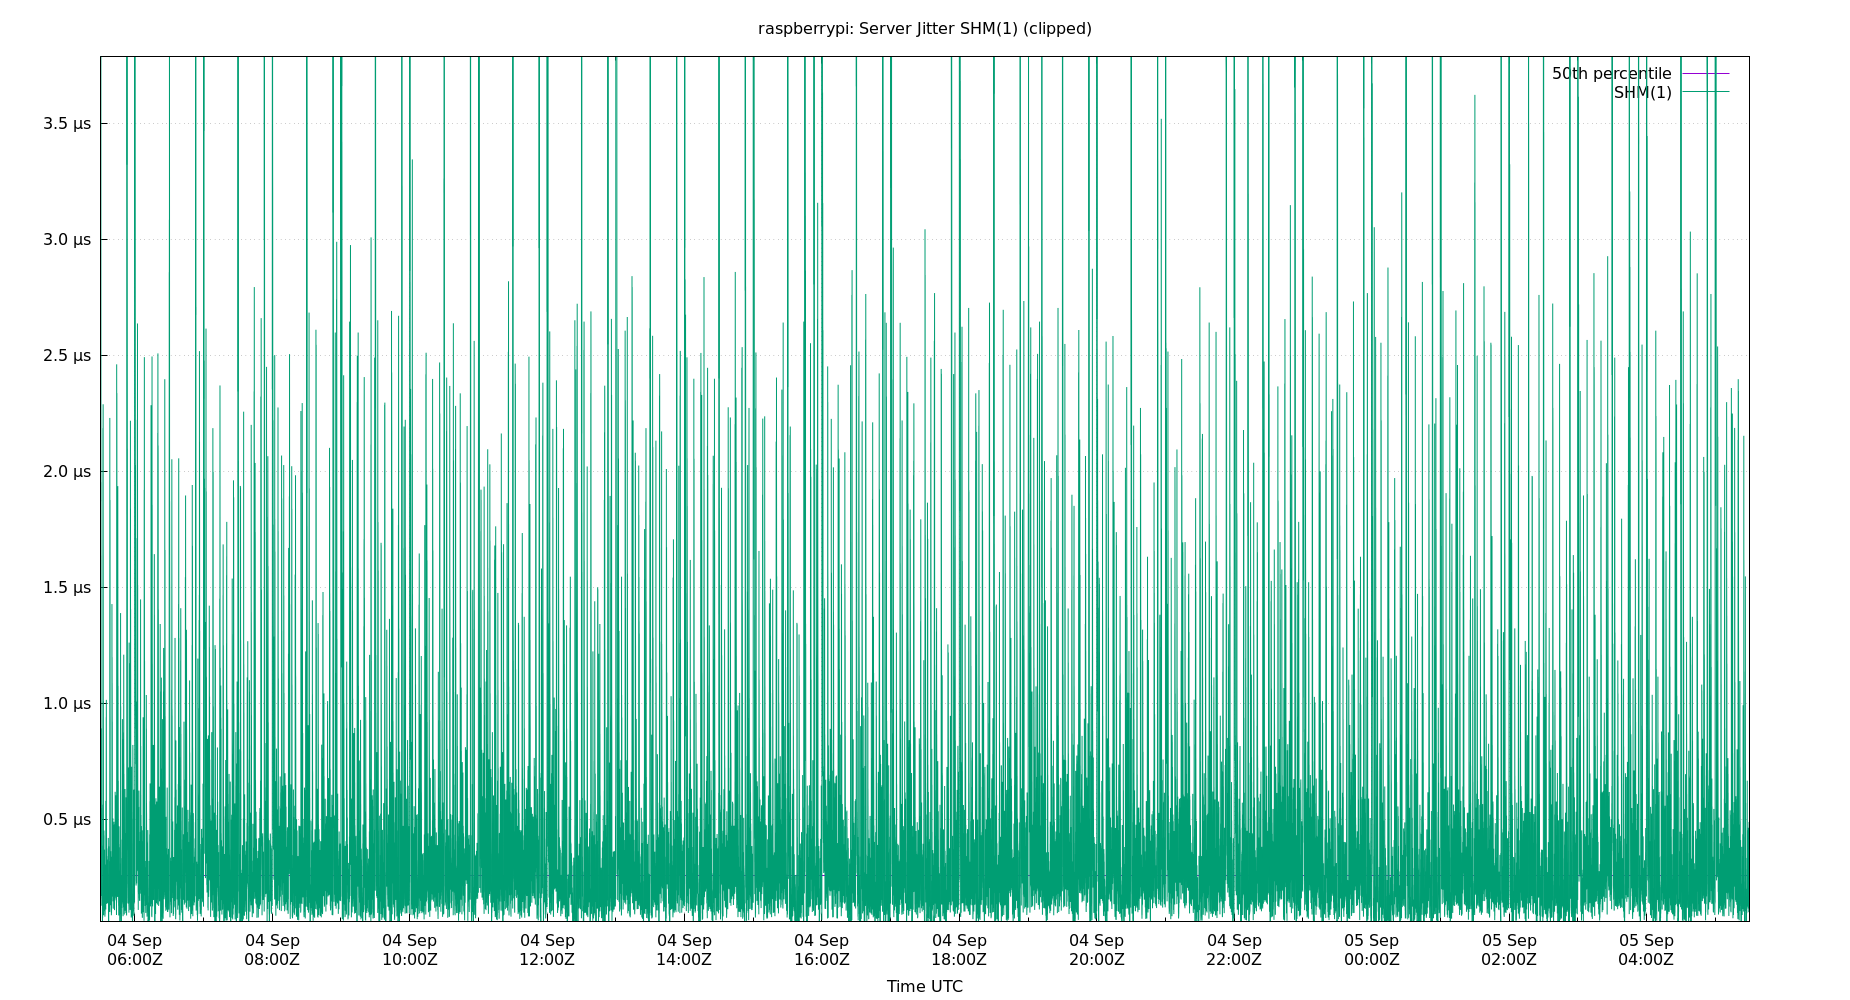 raspberrypi: Server Jitter SHM(1) (clipped)
50th percentile
SHM(1)
3.5 µs
3.0 µs
2.5 µs
2.0 µs
1.5 µs
1.0 µs
0.5 µs
04 Sep 04 Sep 04 Sep 04 Sep 04 Sep 04 Sep 04 Sep 04 Sep 04 Sep 05 Sep 05 Sep 05 Sep
06:00Z 08:00Z 10:00Z 12:00Z 14:00Z 16:00Z 18:00Z 20:00Z 22:00Z 00:00Z 02:00Z 04:00Z
Time UTC